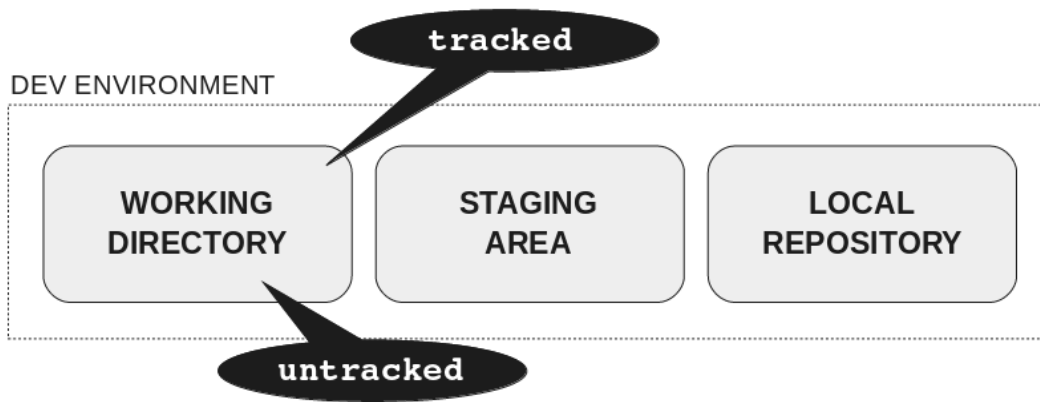 tracked
DEV ENVIRONMENT
WORKING
DIRECTORY
STAGING
AREA
LOCAL
REPOSITORY
untracked